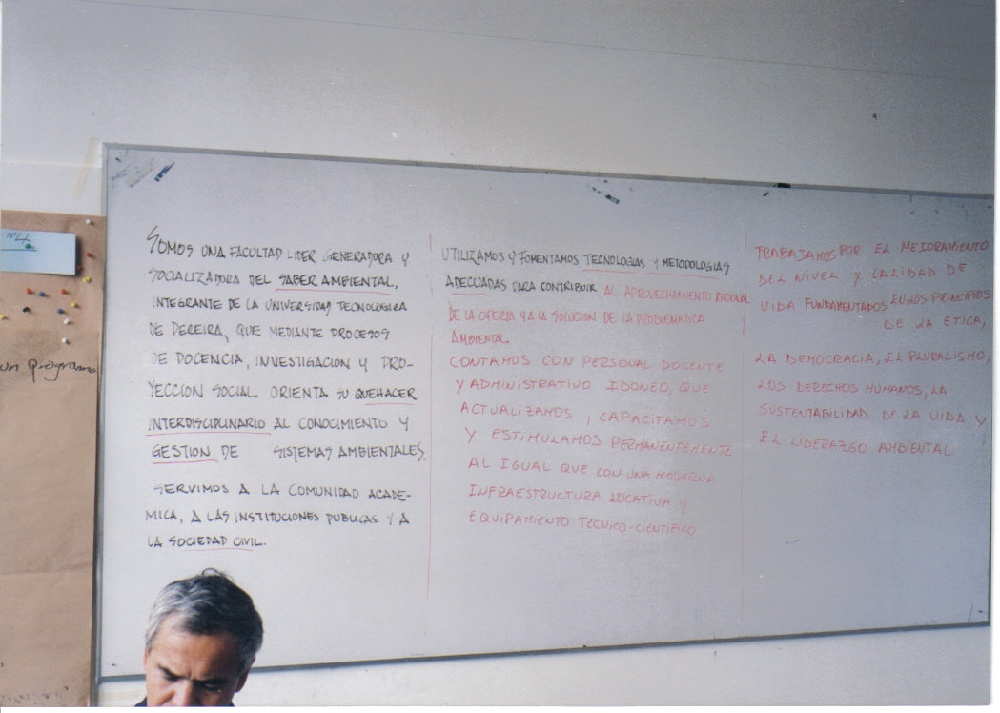 Nº4
un programa
SOMOS UNA FACULTAD LIDER GENERADORA Y
SOCIALIZADORA DEL SABER AMBIENTAL,
INTEGRANTE DE LA UNIVERSIDAD TECNOLOGICA
DE PEREIRA, QUE MEDIANTE PROCESOS
DE DOCENCIA, INVESTIGACION Y PRO-
YECCION SOCIAL ORIENTA SU QUEHACER
INTERDISCIPLINARIO AL CONOCIMIENTO Y
GESTION DE SISTEMAS AMBIENTALES.
SERVIMOS A LA COMUNIDAD ACADE-
MICA, A LAS INSTITUCIONES PUBLICAS Y A
LA SOCIEDAD CIVIL.
UTILIZAMOS Y FOMENTAMOS TECNOLOGIAS Y METODOLOGIAS
ADECUADAS PARA CONTRIBUIR AL APROVECHAMIENTO RACIONAL
DE LA OFERTA Y A LA SOLUCION DE LA PROBLEMATICA
AMBIENTAL.
CONTAMOS CON PERSONAL DOCENTE
Y ADMINISTRATIVO IDONEO, QUE
ACTUALIZAMOS, CAPACITAMOS
Y ESTIMULAMOS PERMANENTEMENTE
AL IGUAL QUE CON UNA MODERNA
INFRAESTRUCTURA LOCATIVA Y
EQUIPAMIENTO TECNICO-CIENTÍFICO
TRABAJAMOS POR EL MEJORAMIENTO
DEL NIVEL Y CALIDAD DE
VIDA FUNDAMENTADOS EN LOS PRINCIPIOS
DE LA ETICA,
LA DEMOCRACIA, EL PLURALISMO,
LOS DERECHOS HUMANOS, LA
SUSTENTABILIDAD DE LA VIDA Y
EL LIDERAZGO AMBIENTAL.